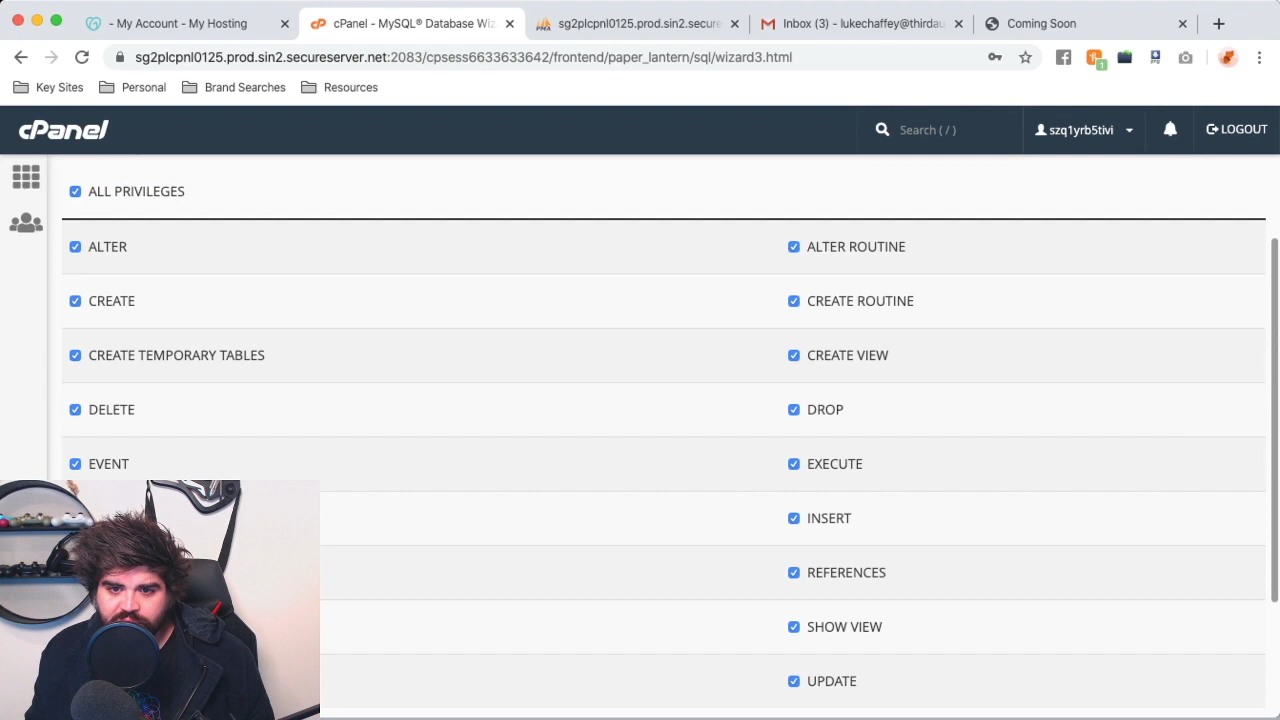 - My Account - My Hosting
cPanel - MySQL® Database Wiz
sg2plcpnl0125.prod.sin2.secure
Inbox (3) - lukechaffey@thirdau
Coming Soon
sg2plcpnl0125.prod.sin2.secureserver.net:2083/cpsess6633633642/frontend/paper_lantern/sql/wizard3.html
1
Key Sites
Personal
Brand Searches
Resources
cPanel
Search ( / )
szq1yrb5tivi
LOGOUT
ALL PRIVILEGES
ALTER
ALTER ROUTINE
CREATE
CREATE ROUTINE
CREATE TEMPORARY TABLES
CREATE VIEW
DELETE
DROP
EVENT
EXECUTE
INSERT
REFERENCES
SHOW VIEW
UPDATE